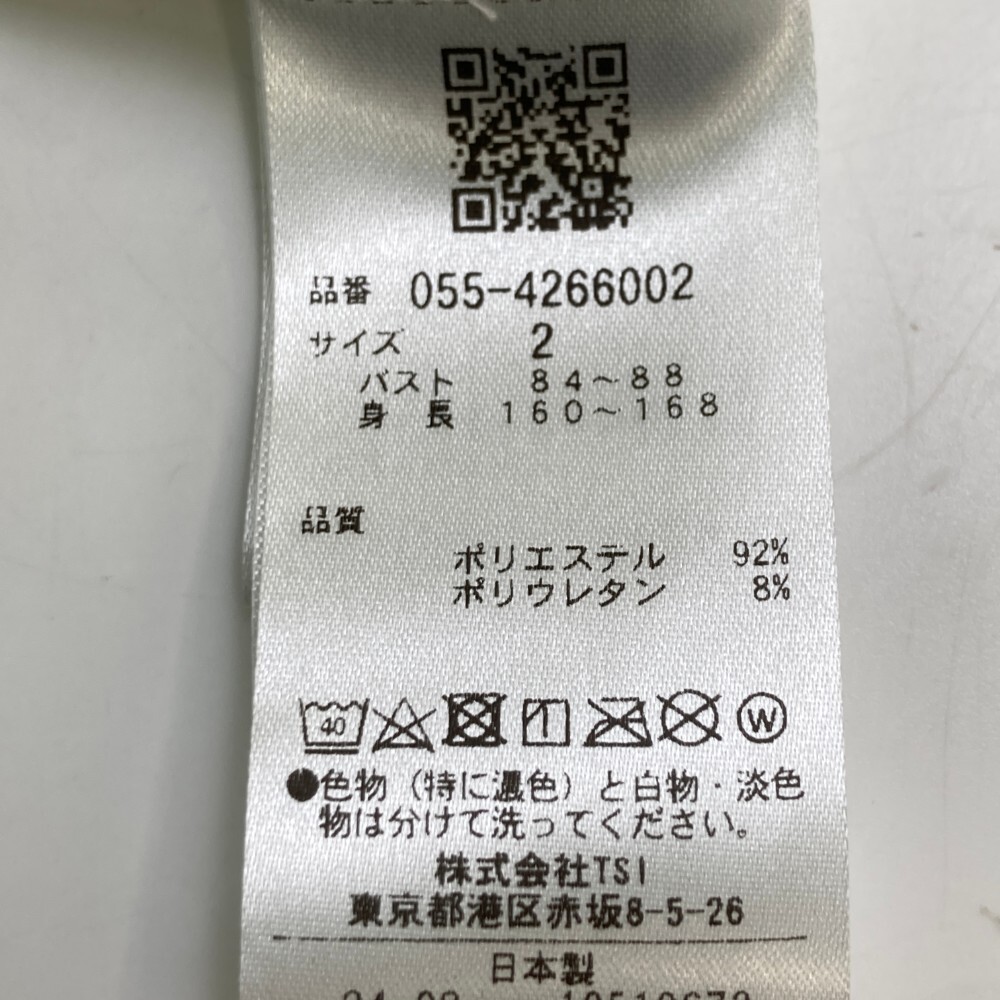 品番 055-4266002
サイズ 2
バスト 84～88
身長 160～168
品質
ポリエステル 92%
ポリウレタン 8%
40 W
●色物（特に濃色）と白物・淡色
物は分けて洗ってください。
株式会社TSI
東京都港区赤坂8-5-26
日本製